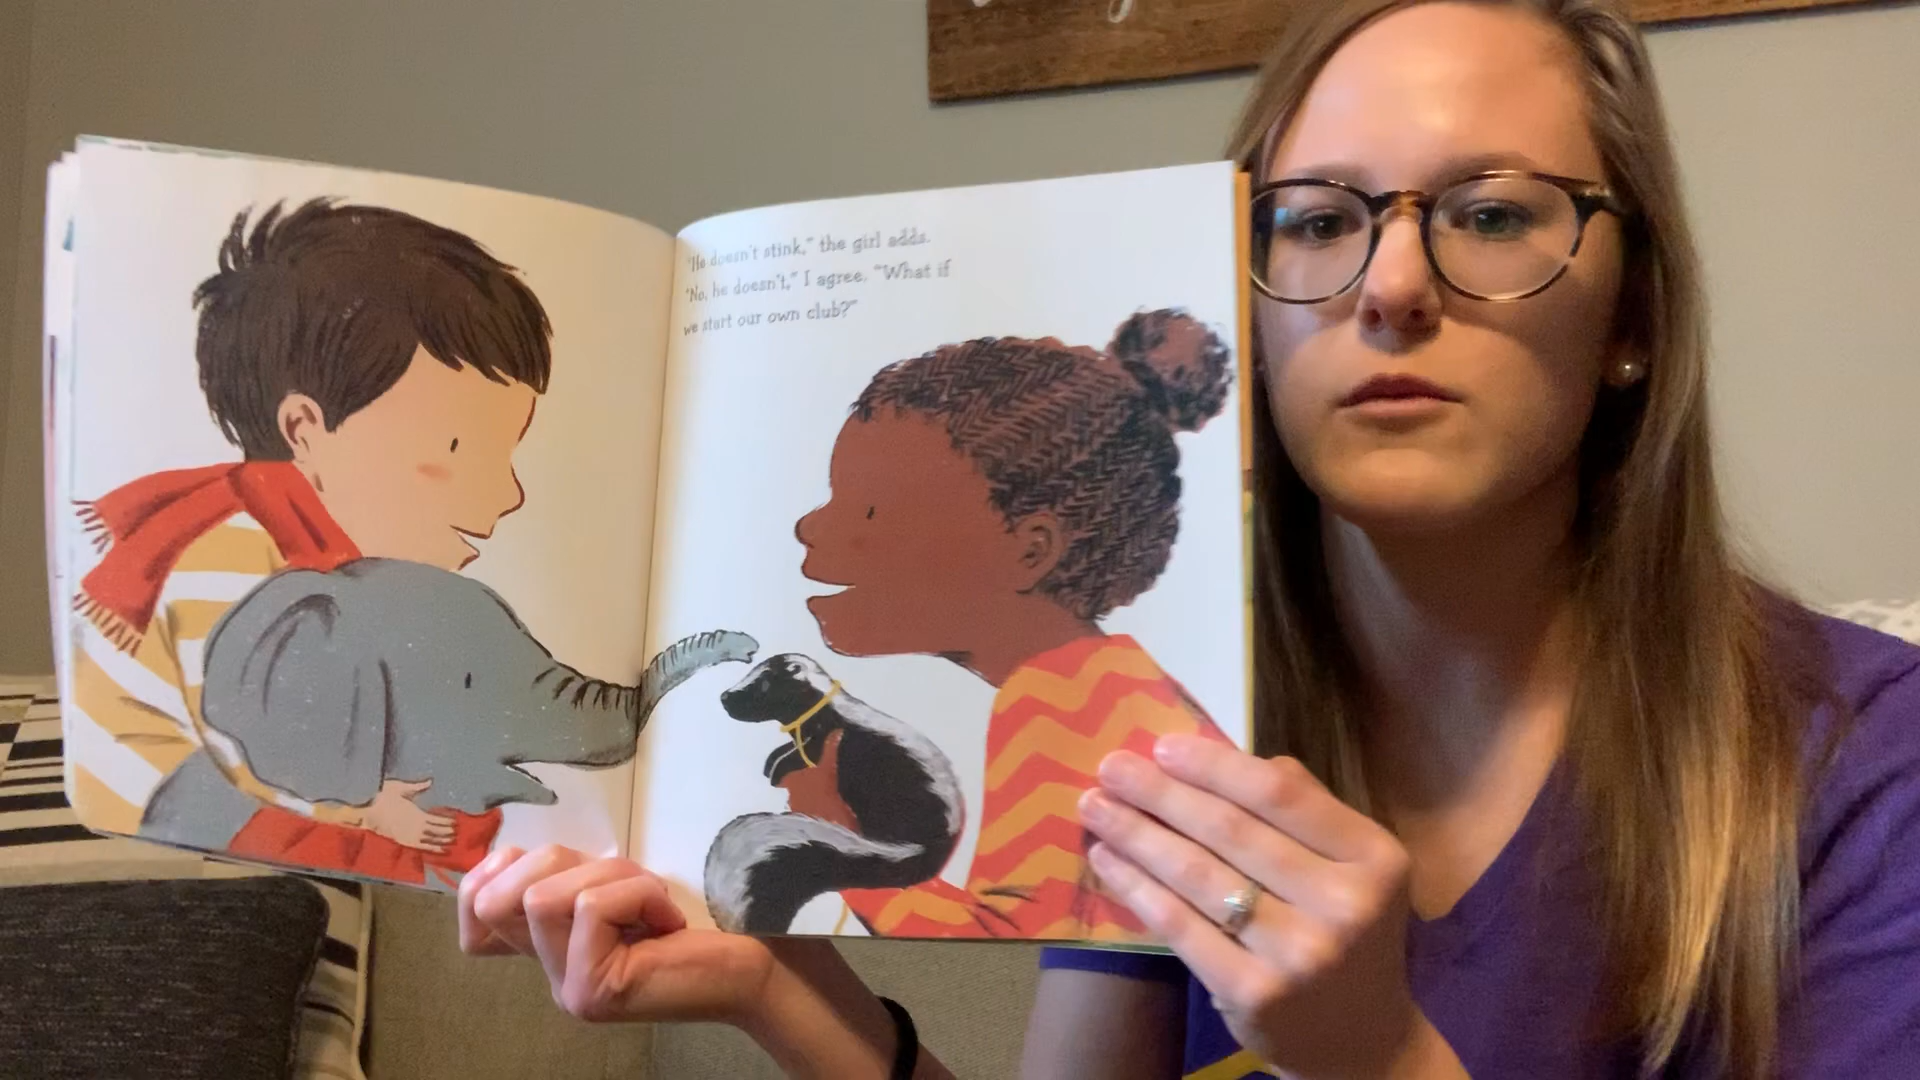 "He doesn't stink," the girl adds.
"No, he doesn't," I agree. "What if
we start our own club?"